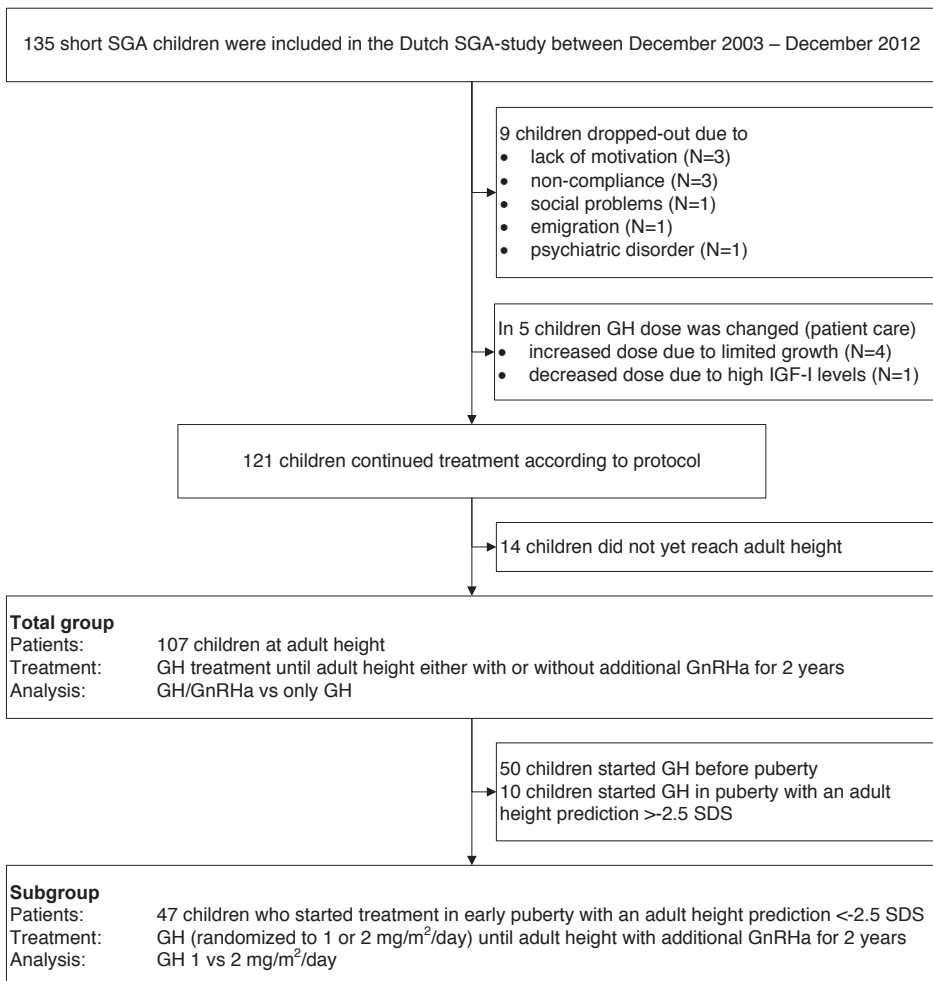 135 short SGA children were included in the Dutch SGA-study between December 2003 – December 2012
9 children dropped-out due to
• lack of motivation (N=3)
• non-compliance (N=3)
• social problems (N=1)
• emigration (N=1)
• psychiatric disorder (N=1)
In 5 children GH dose was changed (patient care)
• increased dose due to limited growth (N=4)
• decreased dose due to high IGF-I levels (N=1)
121 children continued treatment according to protocol
14 children did not yet reach adult height
Total group
Patients: 107 children at adult height
Treatment: GH treatment until adult height either with or without additional GnRHa for 2 years
Analysis: GH/GnRHa vs only GH
50 children started GH before puberty
10 children started GH in puberty with an adult
height prediction >-2.5 SDS
Subgroup
Patients: 47 children who started treatment in early puberty with an adult height prediction <-2.5 SDS
Treatment: GH (randomized to 1 or 2 mg/m²/day) until adult height with additional GnRHa for 2 years
Analysis: GH 1 vs 2 mg/m²/day